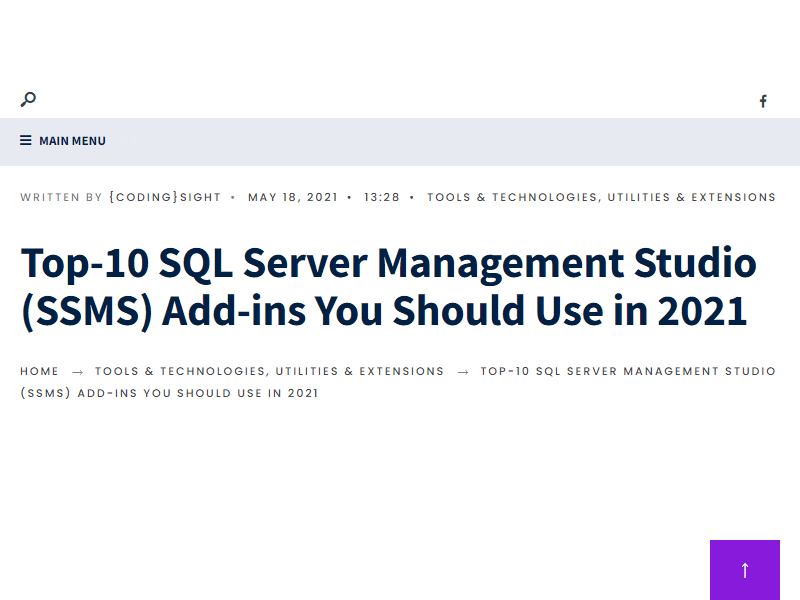 MAIN MENU
WRITTEN BY {CODING}SIGHT • MAY 18, 2021 • 13:28 • TOOLS & TECHNOLOGIES, UTILITIES & EXTENSIONS
Top-10 SQL Server Management Studio
(SSMS) Add-ins You Should Use in 2021
HOME → TOOLS & TECHNOLOGIES, UTILITIES & EXTENSIONS → TOP-10 SQL SERVER MANAGEMENT STUDIO
(SSMS) ADD-INS YOU SHOULD USE IN 2021